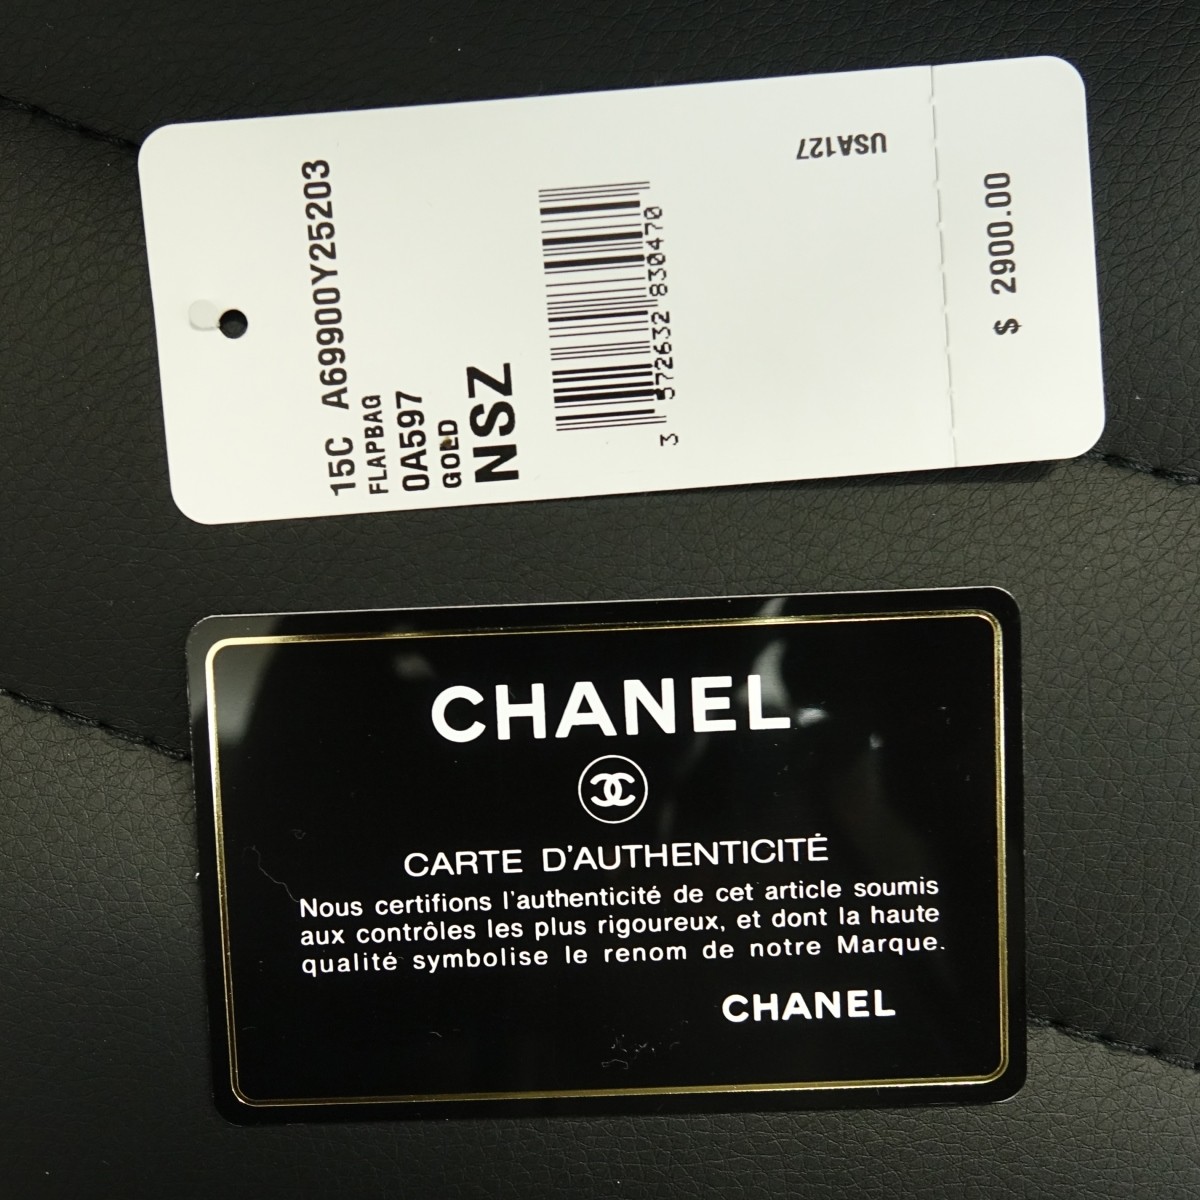 15C A69900Y25203
FLAPBAG
0A597
GOLD
NSZ
3 572632 830470
USA127
$ 2900.00
CHANEL
CARTE D'AUTHENTICITÉ
Nous certifions l'authenticité de cet article soumis
aux contrôles les plus rigoureux, et dont la haute
qualité symbolise le renom de notre Marque.
CHANEL